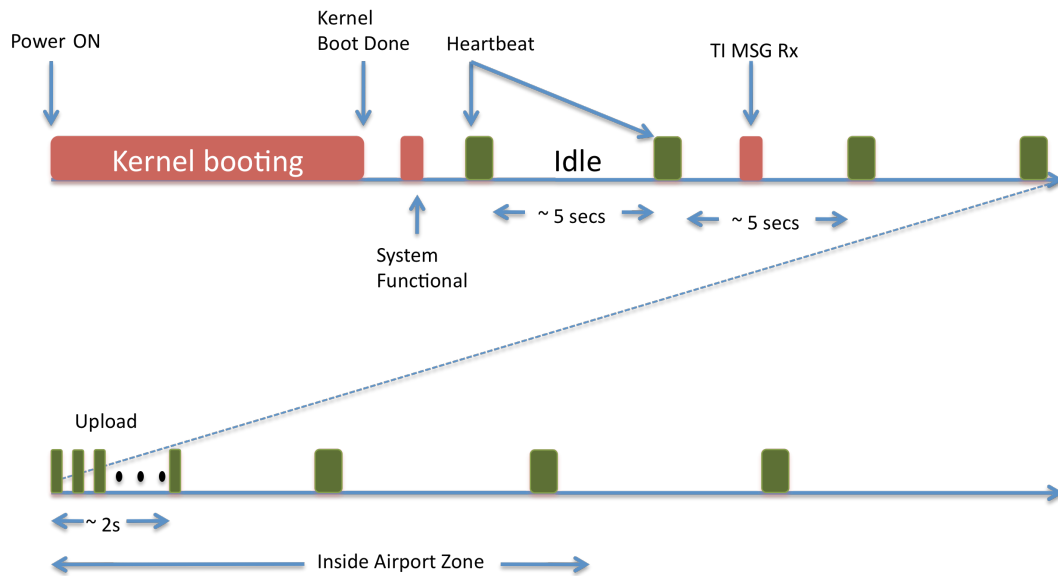 Power ON
Kernel
Boot Done
Heartbeat
TI MSG Rx
Kernel booting
Idle
~ 5 secs
~ 5 secs
System
Functional
Upload
~ 2s
Inside Airport Zone